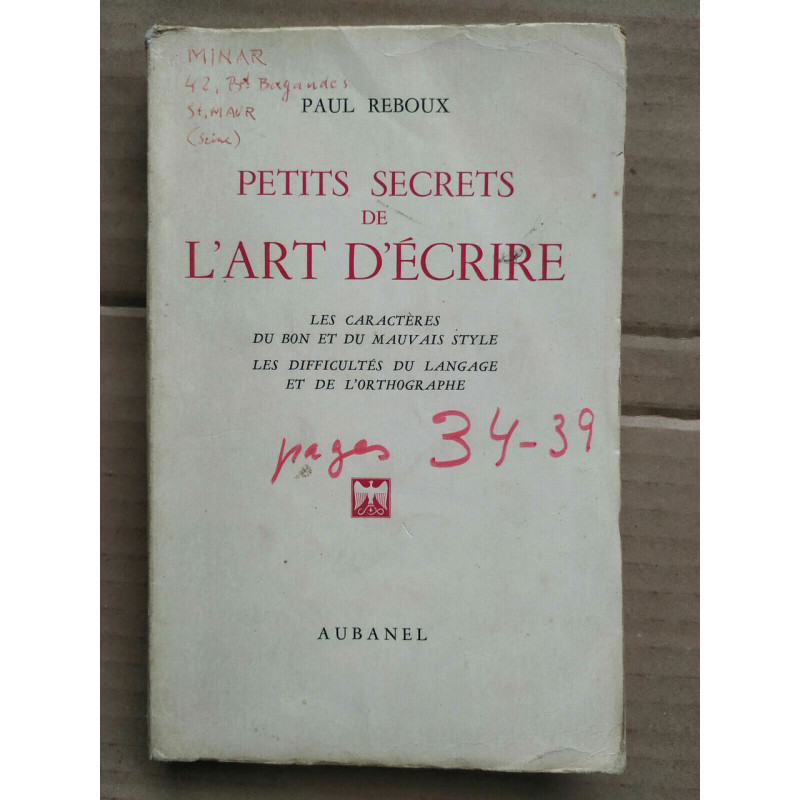 MINAR
42, Bd Bagaudes
St, MAUR
(Seine)
PAUL REBOUX
PETITS SECRETS
DE
L'ART D'ÉCRIRE
LES CARACTÈRES
DU BON ET DU MAUVAIS STYLE
LES DIFFICULTÉS DU LANGAGE
ET DE L'ORTHOGRAPHE
pages 34-39
AUBANEL